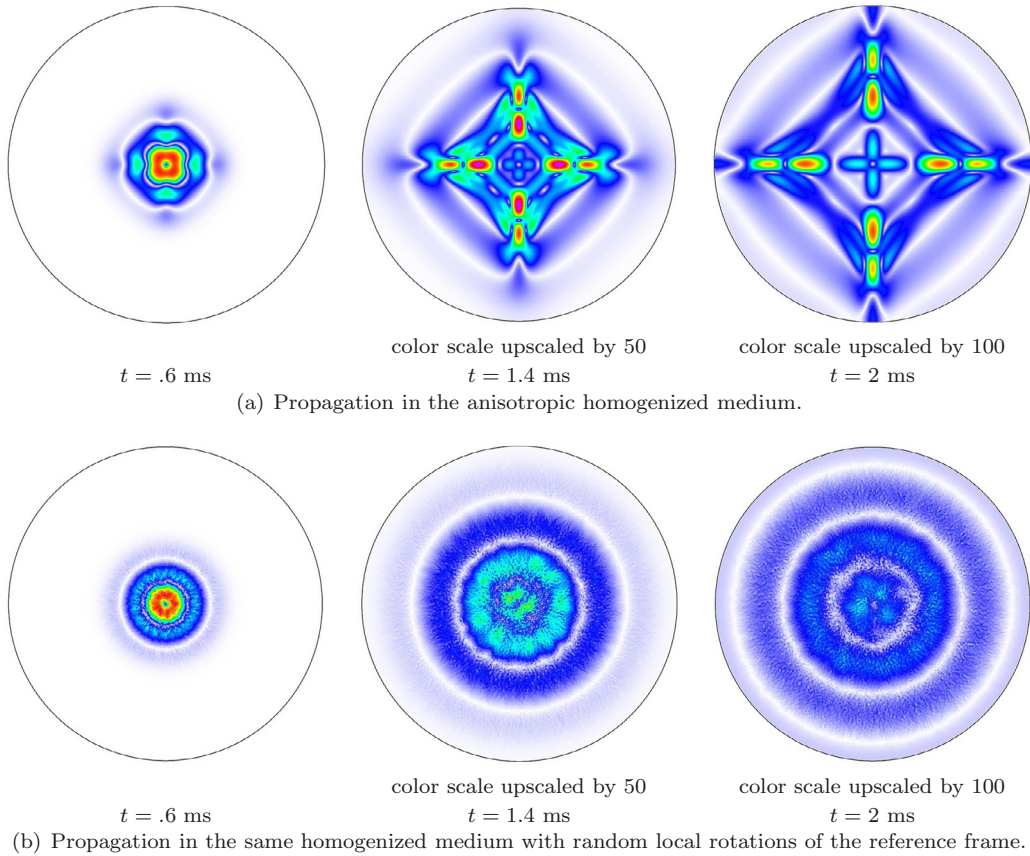 color scale upscaled by 50
color scale upscaled by 100
t = .6 ms
t = 1.4 ms
t = 2 ms
(a) Propagation in the anisotropic homogenized medium.
color scale upscaled by 50
color scale upscaled by 100
t = .6 ms
t = 1.4 ms
t = 2 ms
(b) Propagation in the same homogenized medium with random local rotations of the reference frame.